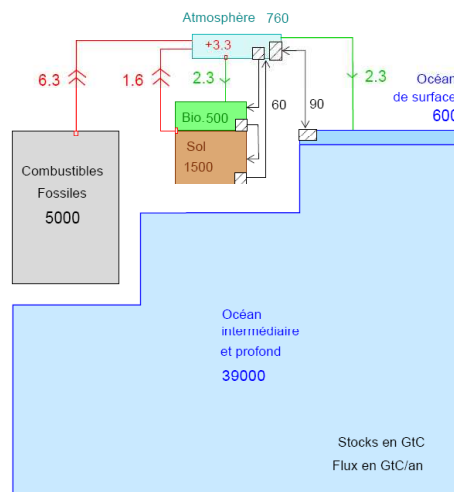 Atmosphère 760
+3.3
6.3
1.6
2.3
60
90
2.3
Océan
de surface
600
Bio.500
Sol
1500
Combustibles
Fossiles
5000
Océan
intermédiaire
et profond
39000
Stocks en GtC
Flux en GtC/an